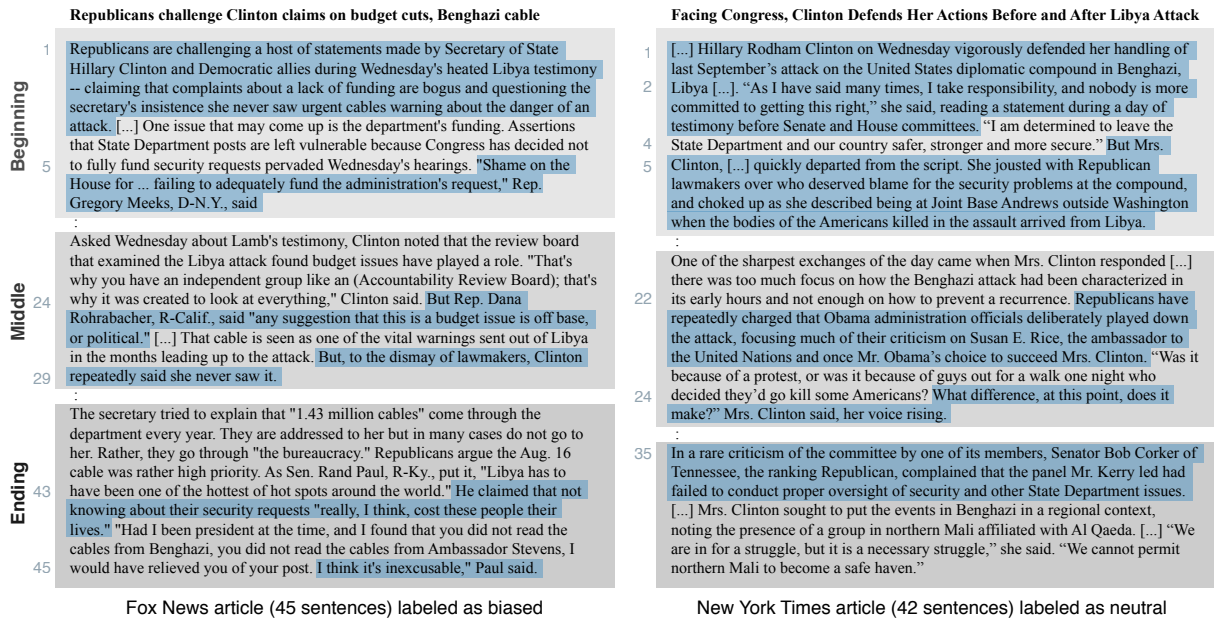 Republicans challenge Clinton claims on budget cuts, Benghazi cable
Beginning
1
Republicans are challenging a host of statements made by Secretary of State
Hillary Clinton and Democratic allies during Wednesday's heated Libya testimony
-- claiming that complaints about a lack of funding are bogus and questioning the
secretary's insistence she never saw urgent cables warning about the danger of an
attack. [...] One issue that may come up is the department's funding. Assertions
that State Department posts are left vulnerable because Congress has decided not
5
to fully fund security requests pervaded Wednesday's hearings. "Shame on the
House for ... failing to adequately fund the administration's request," Rep.
Gregory Meeks, D-N.Y., said
:
Middle
Asked Wednesday about Lamb's testimony, Clinton noted that the review board
that examined the Libya attack found budget issues have played a role. "That's
why you have an independent group like an (Accountability Review Board); that's
24
why it was created to look at everything," Clinton said. But Rep. Dana
Rohrabacher, R-Calif., said "any suggestion that this is a budget issue is off base,
or political." [...] That cable is seen as one of the vital warnings sent out of Libya
in the months leading up to the attack. But, to the dismay of lawmakers, Clinton
29
repeatedly said she never saw it.
:
Ending
The secretary tried to explain that "1.43 million cables" come through the
department every year. They are addressed to her but in many cases do not go to
her. Rather, they go through "the bureaucracy." Republicans argue the Aug. 16
cable was rather high priority. As Sen. Rand Paul, R-Ky., put it, "Libya has to
43
have been one of the hottest of hot spots around the world." He claimed that not
knowing about their security requests "really, I think, cost these people their
lives." "Had I been president at the time, and I found that you did not read the
cables from Benghazi, you did not read the cables from Ambassador Stevens, I
45
would have relieved you of your post. I think it's inexcusable," Paul said.
Fox News article (45 sentences) labeled as biased
Facing Congress, Clinton Defends Her Actions Before and After Libya Attack
1
[...] Hillary Rodham Clinton on Wednesday vigorously defended her handling of
last September’s attack on the United States diplomatic compound in Benghazi,
2
Libya [...]. “As I have said many times, I take responsibility, and nobody is more
committed to getting this right,” she said, reading a statement during a day of
testimony before Senate and House committees. “I am determined to leave the
4
State Department and our country safer, stronger and more secure.” But Mrs.
5
Clinton, [...] quickly departed from the script. She jousted with Republican
lawmakers over who deserved blame for the security problems at the compound,
and choked up as she described being at Joint Base Andrews outside Washington
when the bodies of the Americans killed in the assault arrived from Libya.
:
One of the sharpest exchanges of the day came when Mrs. Clinton responded [...]
there was too much focus on how the Benghazi attack had been characterized in
22
its early hours and not enough on how to prevent a recurrence. Republicans have
repeatedly charged that Obama administration officials deliberately played down
the attack, focusing much of their criticism on Susan E. Rice, the ambassador to
the United Nations and once Mr. Obama’s choice to succeed Mrs. Clinton. “Was it
because of a protest, or was it because of guys out for a walk one night who
24
decided they’d go kill some Americans? What difference, at this point, does it
make?” Mrs. Clinton said, her voice rising.
:
35
In a rare criticism of the committee by one of its members, Senator Bob Corker of
Tennessee, the ranking Republican, complained that the panel Mr. Kerry led had
failed to conduct proper oversight of security and other State Department issues.
[...] Mrs. Clinton sought to put the events in Benghazi in a regional context,
noting the presence of a group in northern Mali affiliated with Al Qaeda. [...] “We
are in for a struggle, but it is a necessary struggle,” she said. “We cannot permit
northern Mali to become a safe haven.”
New York Times article (42 sentences) labeled as neutral